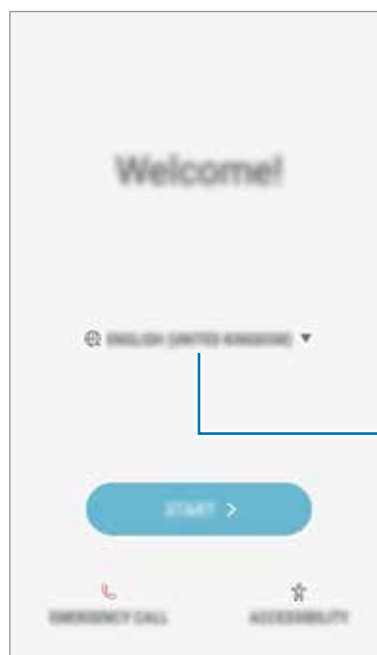 Welcome!
ENGLISH (UNITED KINGDOM)
START
EMERGENCY CALL
ACCESSIBILITY